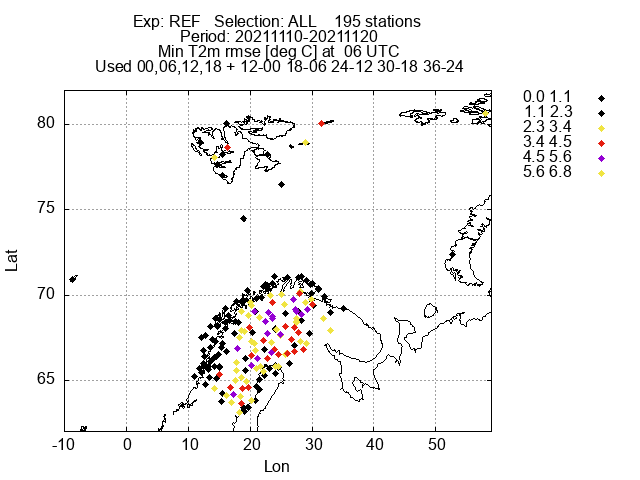 Exp: REF   Selection: ALL    195 stations
Period: 20211110-20211120
Min T2m rmse [deg C] at  06 UTC
Used 00,06,12,18 + 12-00 18-06 24-12 30-18 36-24
0.0 1.1
1.1 2.3
2.3 3.4
3.4 4.5
4.5 5.6
5.6 6.8
80
75
70
65
Lat
-10 0 10 20 30 40 50
Lon